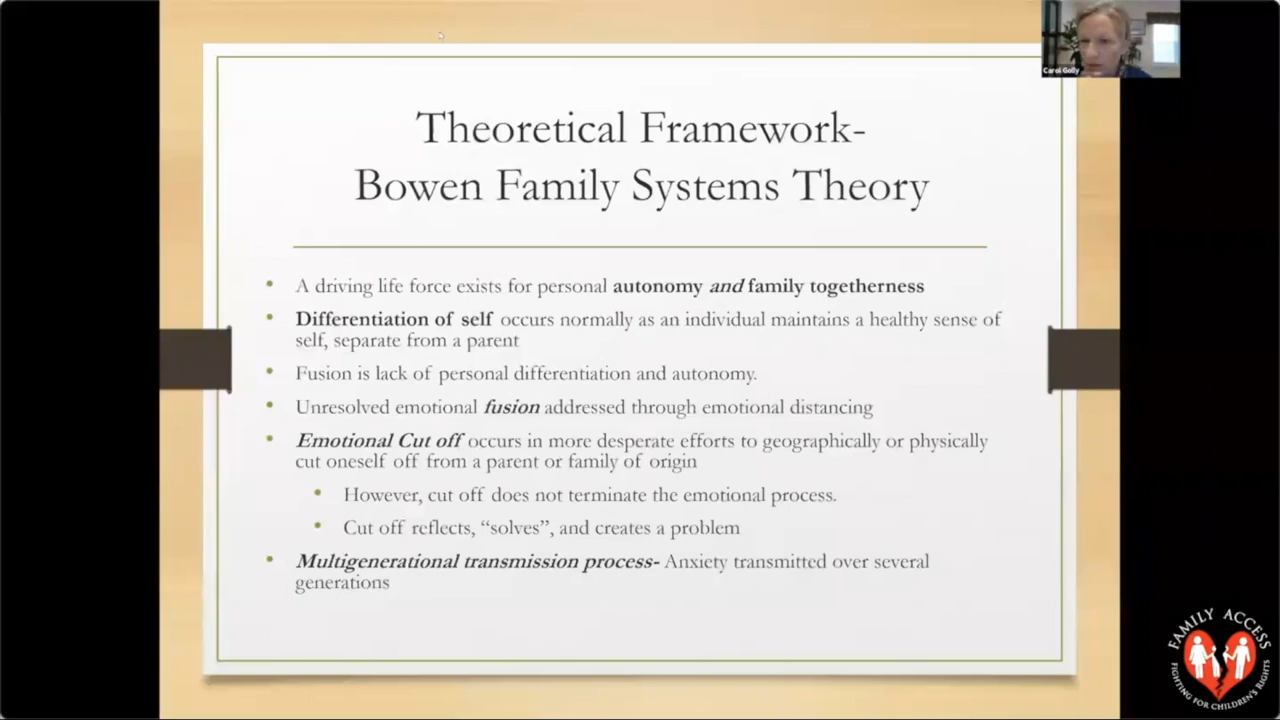 Carol Golly
Theoretical Framework-
Bowen Family Systems Theory
• A driving life force exists for personal autonomy and family togetherness
• Differentiation of self occurs normally as an individual maintains a healthy sense of
self, separate from a parent
• Fusion is lack of personal differentiation and autonomy.
• Unresolved emotional fusion addressed through emotional distancing
• Emotional Cut off occurs in more desperate efforts to geographically or physically
cut oneself off from a parent or family of origin
• However, cut off does not terminate the emotional process.
• Cut off reflects, “solves”, and creates a problem
• Multigenerational transmission process- Anxiety transmitted over several
generations
FAMILY ACCESS
FIGHTING FOR CHILDREN'S RIGHTS